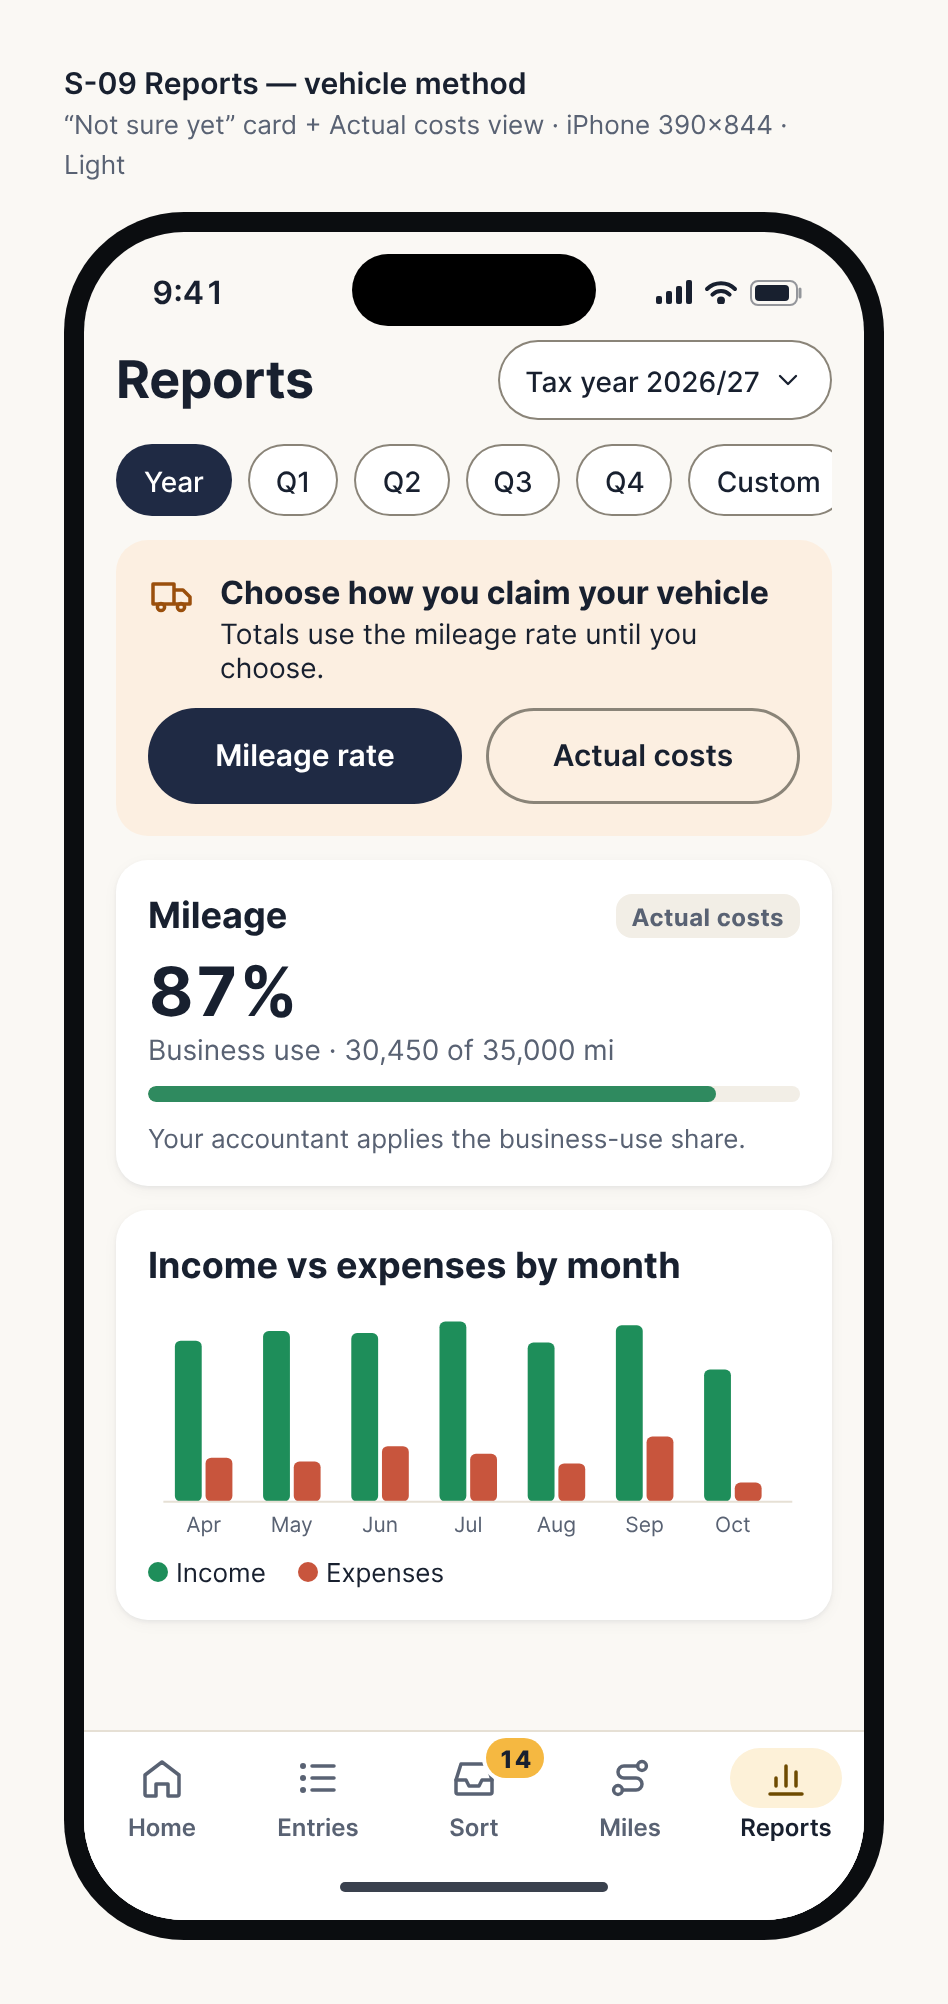 S-09 Reports — vehicle method
“Not sure yet” card + Actual costs view · iPhone 390×844 ·
Light
9:41
Reports
Tax year 2026/27
Year
Q1
Q2
Q3
Q4
Custom
Choose how you claim your vehicle
Totals use the mileage rate until you
choose.
Mileage rate
Actual costs
Mileage
Actual costs
87%
Business use · 30,450 of 35,000 mi
Your accountant applies the business-use share.
Income vs expenses by month
Apr
May
Jun
Jul
Aug
Sep
Oct
Income
Expenses
14
Home
Entries
Sort
Miles
Reports